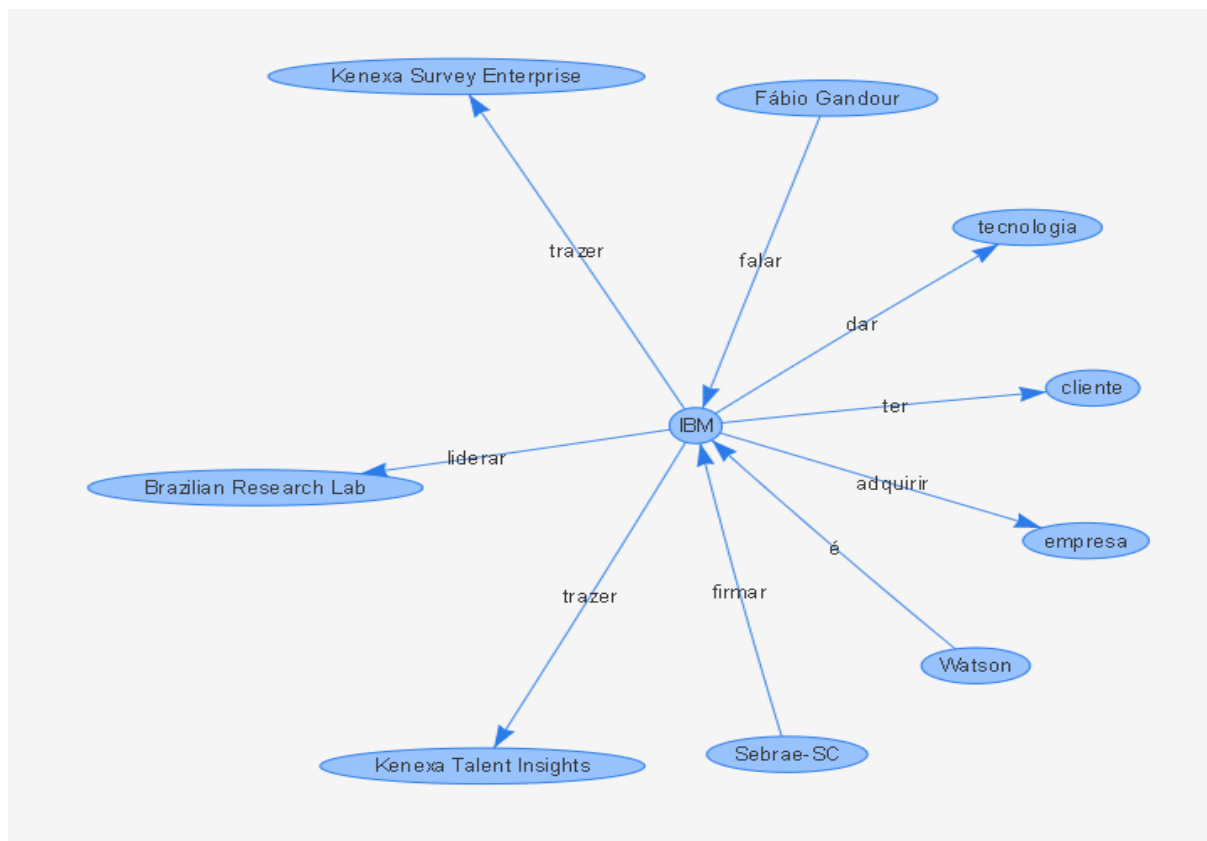 Kenexa Survey Enterprise
Fábio Gandour
tecnologia
trazer
falar
dar
cliente
ter
IBM
liderar
Brazilian Research Lab
adquirir
empresa
é
trazer
firmar
Watson
Sebrae-SC
Kenexa Talent Insights